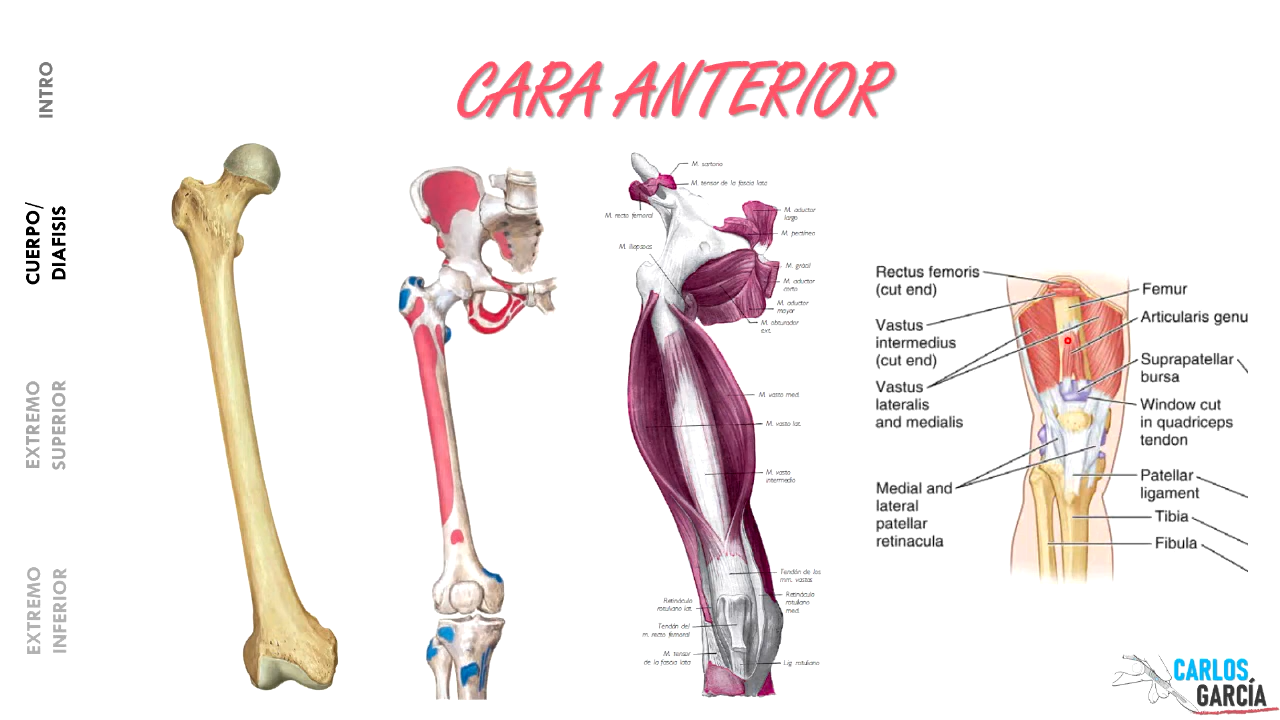 CARA ANTERIOR
INTRO
CUERPO/
DIAFISIS
EXTREMO
SUPERIOR
EXTREMO
INFERIOR
M. sartorio
M. tensor de la fascia lata
M. recto femoral
M. aductor
largo
M. pectineo
M. iliopsoas
M. grácil
M. aductor
corto
M. aductor
mayor
M. obturador
ext.
M. vasto med.
M. vasto lat.
M. vasto
intermedio
Tendón de los
mm. vastos
Retináculo
rotuliano lat.
Retináculo
rotuliano
med.
Tendón del
m. recto femoral
M. tensor
de la fascia lata
Lig. rotuliano
Rectus femoris
(cut end)
Vastus
intermedius
(cut end)
Vastus
lateralis
and medialis
Medial and
lateral
patellar
retinacula
Femur
Articularis genu
Suprapatellar
bursa
Window cut
in quadriceps
tendon
Patellar
ligament
Tibia
Fibula
CARLOS
GARCÍA